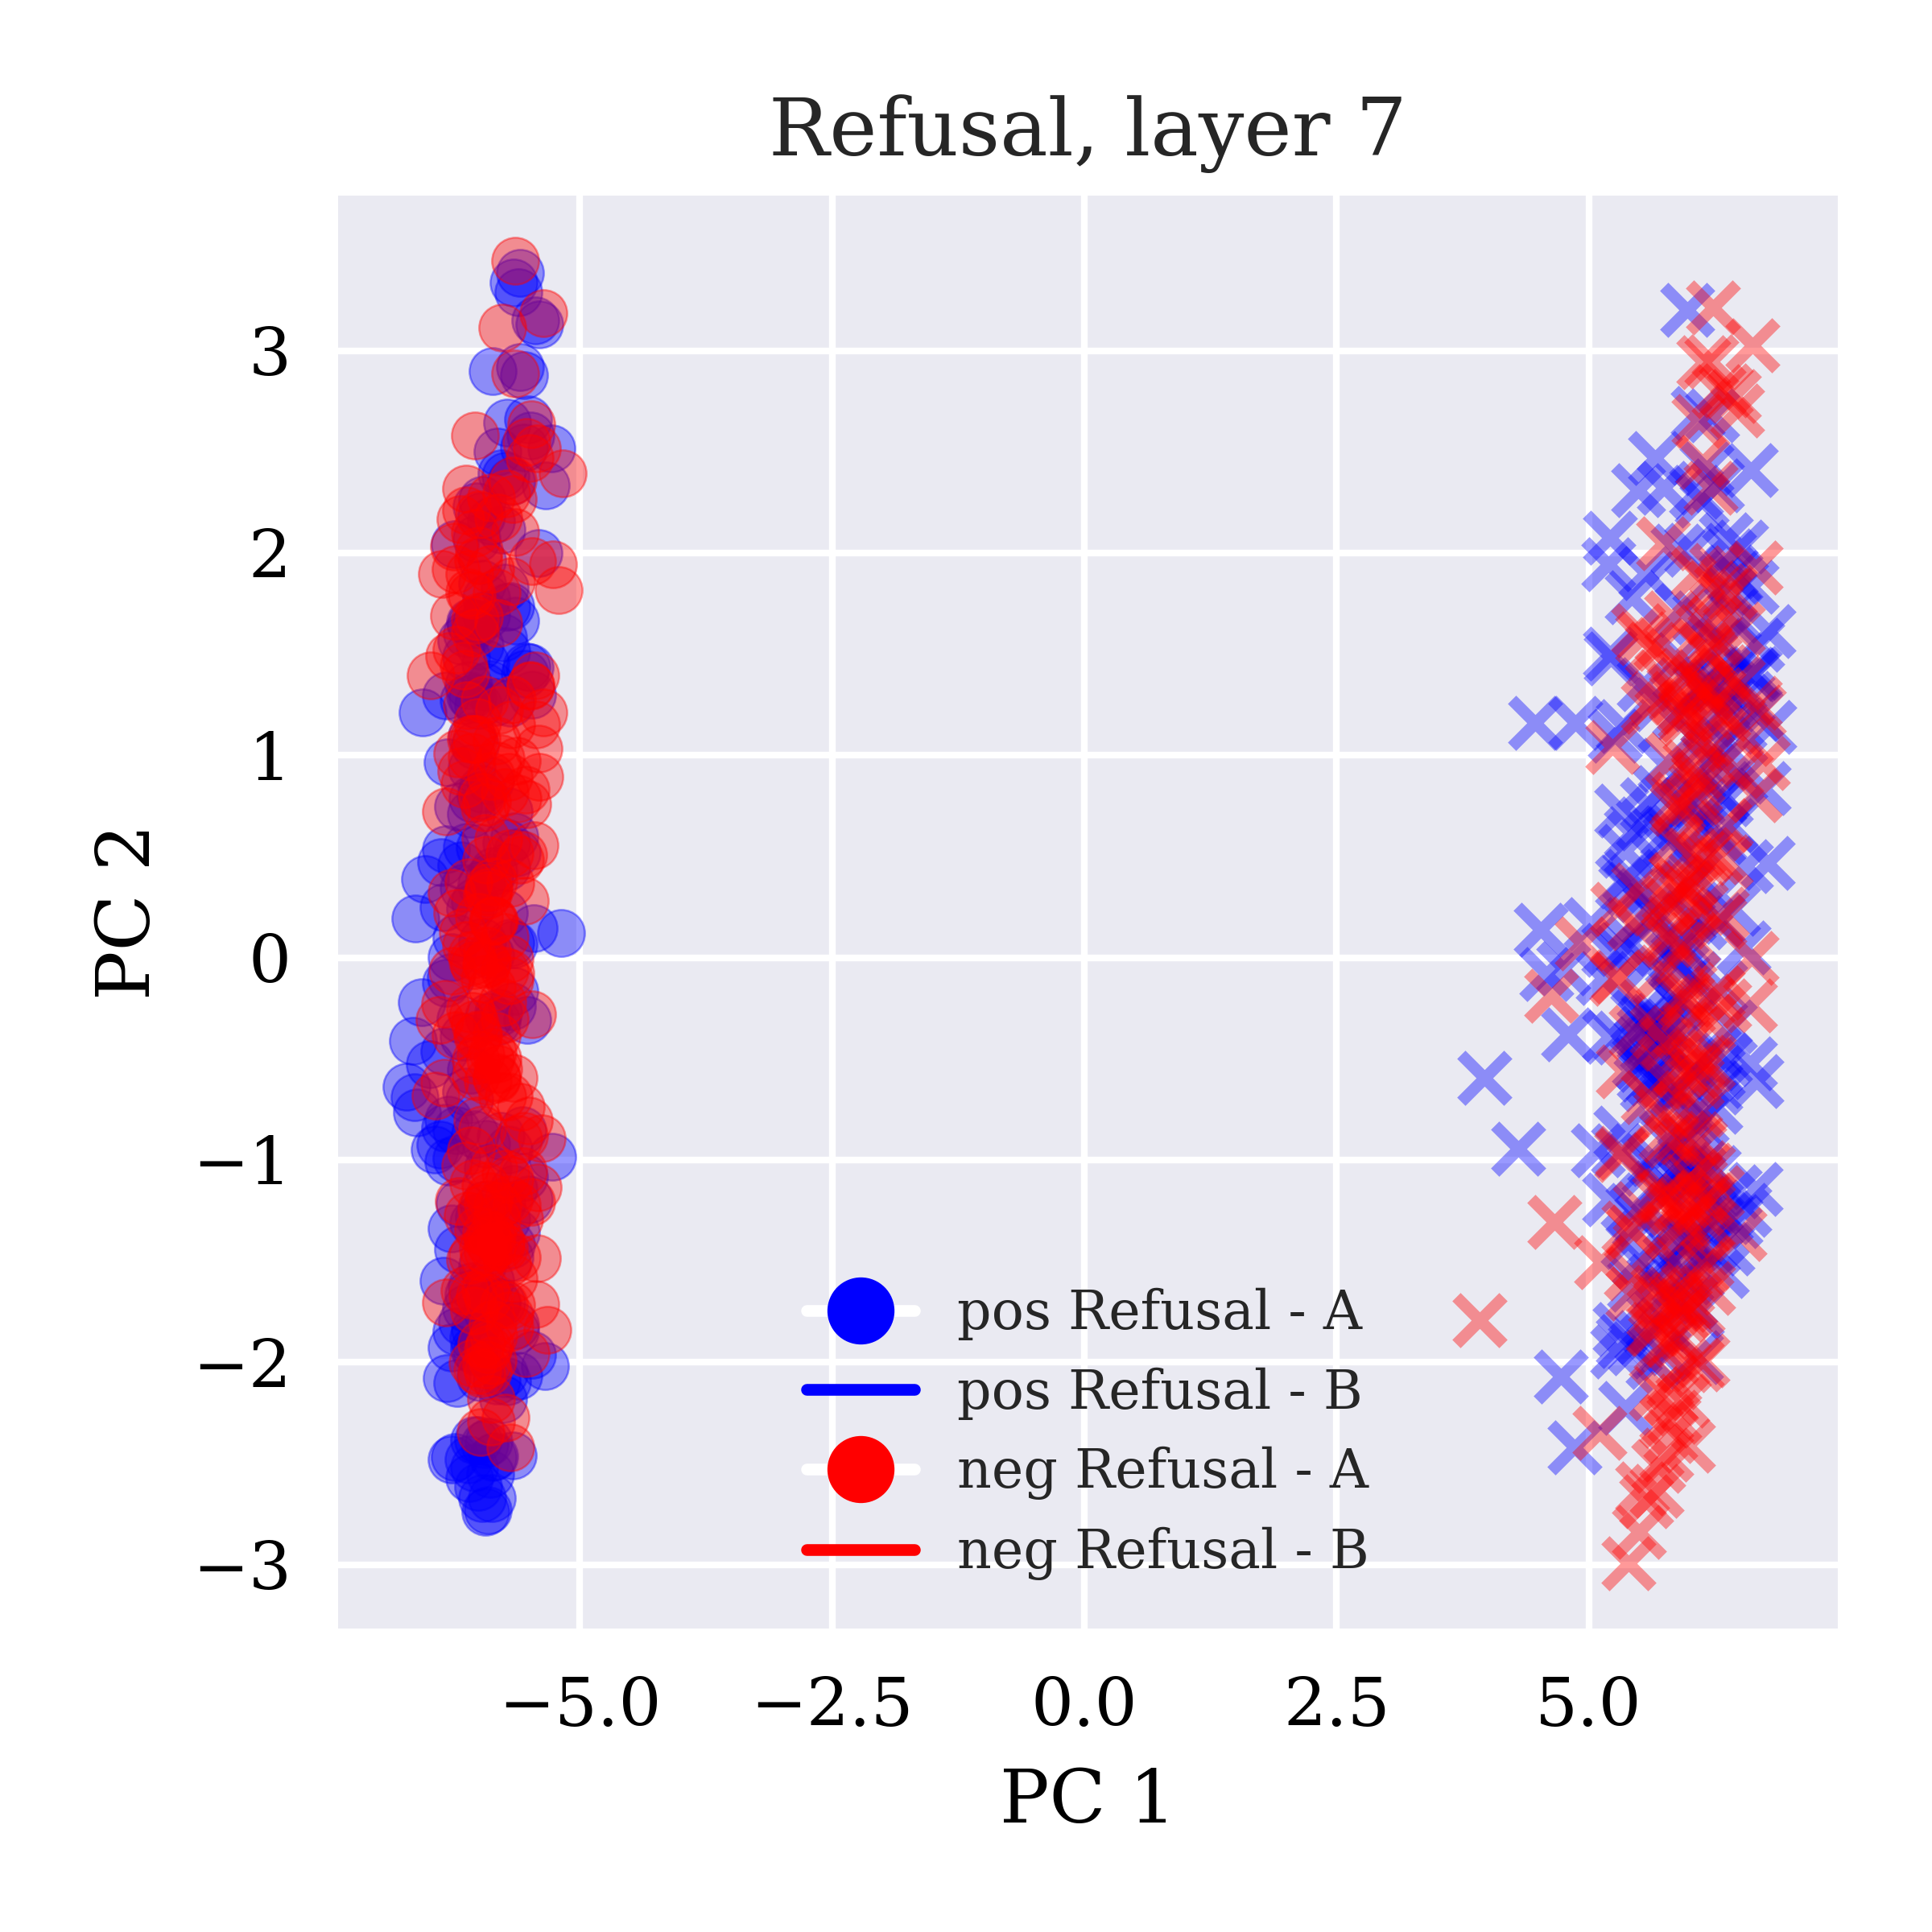 Refusal, layer 7
PC 2
3
2
1
0
−1
−2
−3
pos Refusal - A
pos Refusal - B
neg Refusal - A
neg Refusal - B
−5.0
−2.5
0.0
2.5
5.0
PC 1